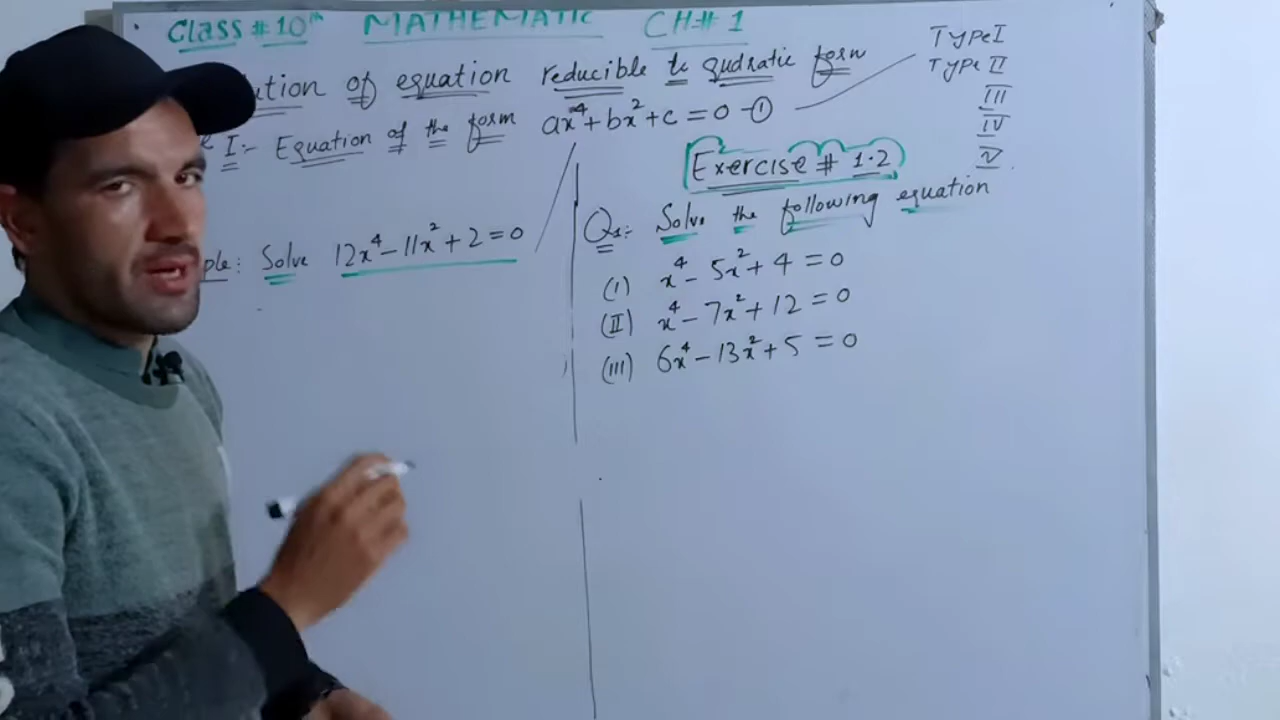 Class # 10th MATHEMATIC CH# 1
ution of equation reducible to qudratic form
e I:- Equation of the form ax⁴+bx²+c=0 -①
Type I
Type II
III
IV
V
ple: Solve 12x⁴-11x²+2=0
Exercise # 1.2
Q1: Solve the following equation
(I) x⁴-5x²+4=0
(II) x⁴-7x²+12=0
(III) 6x⁴-13x²+5=0